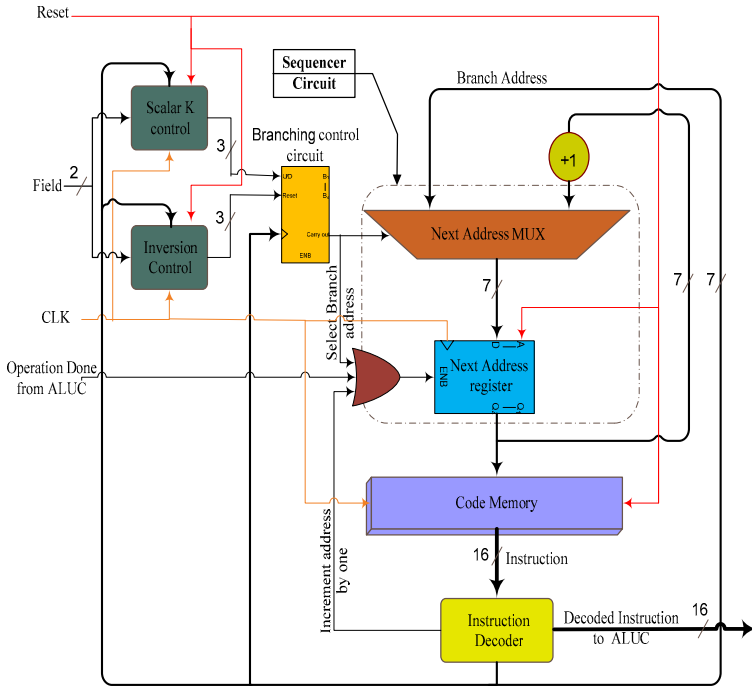 Reset
Sequencer
Circuit
Branch Address
Scalar K
control
3
Branching control
circuit
+1
2
Field
U/D
B
Reset
B
Carry out
ENB
3
Inversion
Control
Next Address MUX
7
7
7
CLK
Select Branch
address
D
A
Operation Done
from ALUC
ENB
Next Address
register
Q
Q
Code Memory
16
Instruction
Increment address
by one
Instruction
Decoder
Decoded Instruction
to ALUC
16